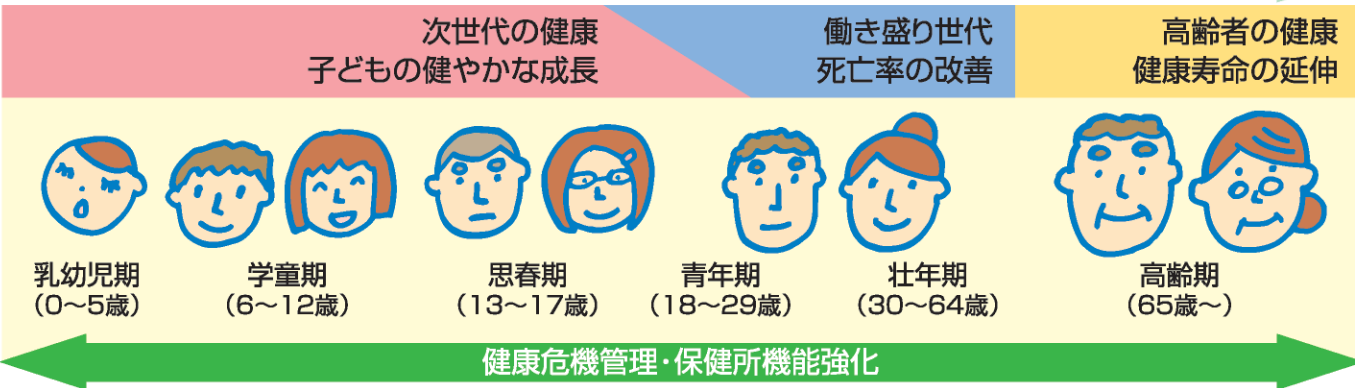 次世代の健康
子どもの健やかな成長
働き盛り世代
死亡率の改善
高齢者の健康
健康寿命の延伸
乳幼児期
(0〜5歳)
学童期
(6〜12歳)
思春期
(13〜17歳)
青年期
(18〜29歳)
壮年期
(30〜64歳)
高齢期
(65歳〜)
健康危機管理・保健所機能強化